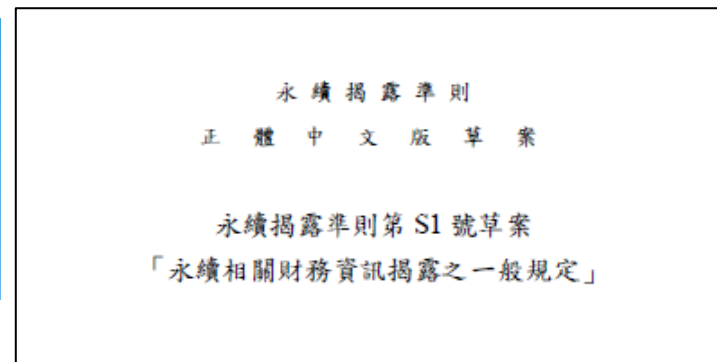 永續揭露準則
正體中文版草案
永續揭露準則第 S1 號草案
「永續相關財務資訊揭露之一般規定」